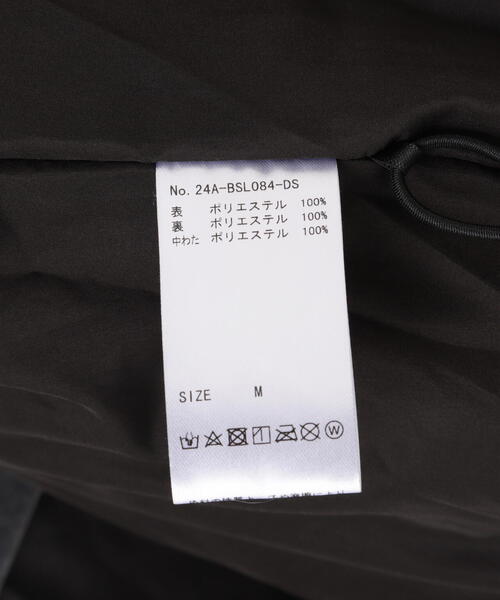 No. 24A-BSL084-DS
表 ポリエステル 100%
裏 ポリエステル 100%
中わた ポリエステル 100%
SIZE M
W